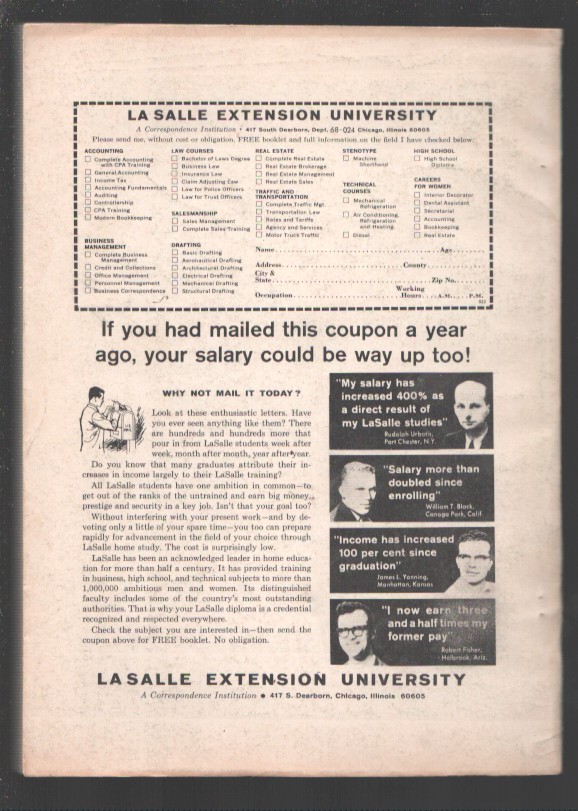 LA SALLE EXTENSION UNIVERSITY
A Correspondence Institution • 417 South Dearborn, Dept. 68-024 Chicago, Illinois 60605
Please send me, without cost or obligation, FREE booklet and full information on the field I have checked below:
ACCOUNTING
Complete Accounting
with CPA Training
General Accounting
Income Tax
Accounting Fundamentals
Auditing
Controllership
CPA Training
Modern Bookkeeping
BUSINESS
MANAGEMENT
Complete Business
Management
Credit and Collections
Office Management
Personnel Management
Business Correspondence
LAW COURSES
Bachelor of Laws Degree
Business Law
Insurance Law
Claim Adjusting Law
Law for Police Officers
Law for Trust Officers
SALESMANSHIP
Sales Management
Complete Sales Training
DRAFTING
Basic Drafting
Aeronautical Drafting
Architectural Drafting
Electrical Drafting
Mechanical Drafting
Structural Drafting
REAL ESTATE
Complete Real Estate
Real Estate Brokerage
Real Estate Management
Real Estate Sales
TRAFFIC AND
TRANSPORTATION
Complete Traffic Mgt.
Transportation Law
Rates and Tariffs
Agency and Services
Motor Truck Traffic
STENOTYPE
Machine
Shorthand
TECHNICAL
COURSES
Mechanical
Refrigeration
Air Conditioning,
Refrigeration
and Heating
Diesel
HIGH SCHOOL
High School
Diploma
CAREERS
FOR WOMEN
Interior Decorator
Dental Assistant
Secretarial
Accounting
Bookkeeping
Real Estate
Name Age
Address County
City &
State Zip No.
Working
Occupation Hours A.M. P.M.
If you had mailed this coupon a year
ago, your salary could be way up too!
WHY NOT MAIL IT TODAY?
Look at these enthusiastic letters. Have
you ever seen anything like them? There
are hundreds and hundreds more that
pour in from LaSalle students week after
week, month after month, year after year.
Do you know that many graduates attribute their in-
creases in income largely to their LaSalle training?
All LaSalle students have one ambition in common—to
get out of the ranks of the untrained and earn big money,
prestige and security in a key job. Isn't that your goal too?
Without interfering with your present work—and by de-
voting only a little of your spare time—you too can prepare
rapidly for advancement in the field of your choice through
LaSalle home study. The cost is surprisingly low.
LaSalle has been an acknowledged leader in home educa-
tion for more than half a century. It has provided training
in business, high school, and technical subjects to more than
1,000,000 ambitious men and women. Its distinguished
faculty includes some of the country's most outstanding
authorities. That is why your LaSalle diploma is a credential
recognized and respected everywhere.
Check the subject you are interested in—then send the
coupon above for FREE booklet. No obligation.
"My salary has
increased 400% as
a direct result of
my LaSalle studies"
Rudolph
Port Chester, N.Y.
"Salary more than
doubled since
enrolling"
William T. Block,
Canoga Park, Calif.
"Income has increased
100 per cent since
graduation"
James L. Yonning,
Manhattan, Kansas
"I now earn three
and a half times my
former pay"
Robert Fisher,
Holbrook, Ariz.
LA SALLE EXTENSION UNIVERSITY
A Correspondence Institution • 417 S. Dearborn, Chicago, Illinois 60605